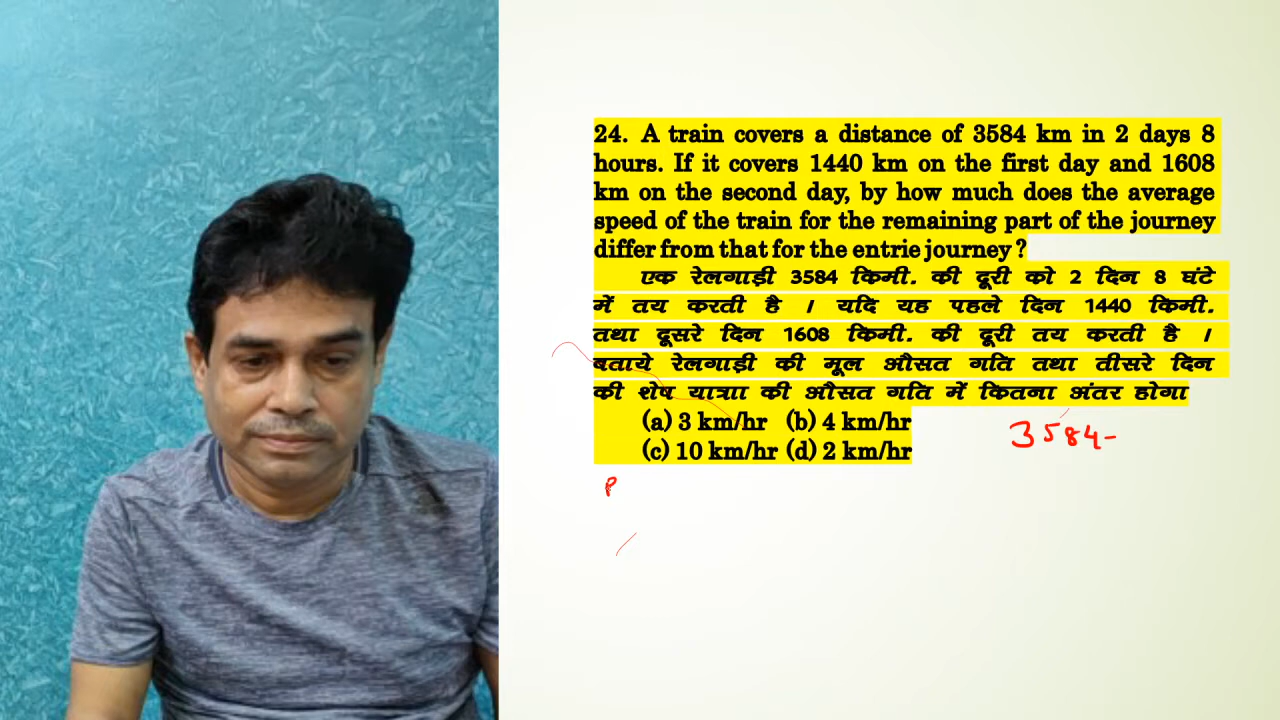 24. A train covers a distance of 3584 km in 2 days 8
hours. If it covers 1440 km on the first day and 1608
km on the second day, by how much does the average
speed of the train for the remaining part of the journey
differ from that for the entrie journey?
एक रेलगाड़ी 3584 किमी. की दूरी को 2 दिन 8 घंटे
में तय करती है । यदि यह पहले दिन 1440 किमी.
तथा दूसरे दिन 1608 किमी. की दूरी तय करती है ।
बताये रेलगाड़ी की मूल औसत गति तथा तीसरे दिन
की शेष यात्राा की औसत गति में कितना अंतर होगा
(a) 3 km/hr (b) 4 km/hr
(c) 10 km/hr (d) 2 km/hr
3584-